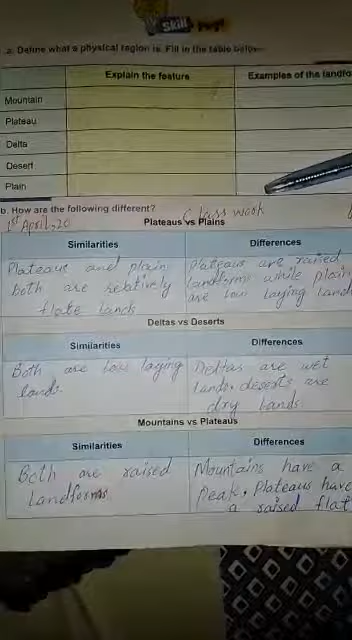 Skill Page
a. Define what a physical region is. Fill in the table below.
Explain the feature Examples of the landfo
Mountain
Plateau
Delta
Desert
Plain
b. How are the following different? Class work
1st April, 20 Plateaus vs Plains
Similarities Differences
Plateaus and plain Plateaus are raised
both are relatively landforms while plain
flate lands are low laying land
Deltas vs Deserts
Similarities Differences
Both are low laying Deltas are wet
lands. lands, deserts are
dry lands.
Mountains vs Plateaus
Similarities Differences
Both are raised Mountains have a
landforms Peak, Plateaus have
a raised flat